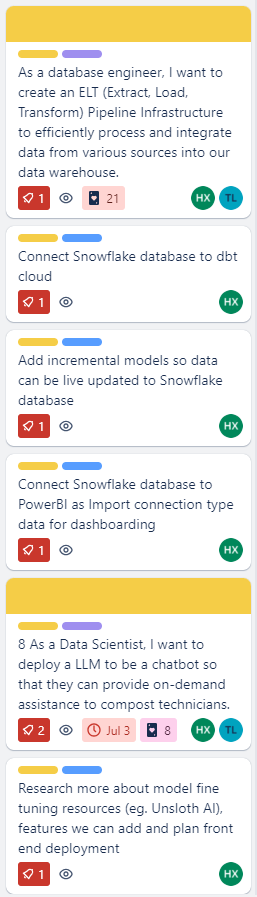 As a database engineer, I want to
create an ELT (Extract, Load,
Transform) Pipeline Infrastructure
to efficiently process and integrate
data from various sources into our
data warehouse.
1 21 HX TL
Connect Snowflake database to dbt
cloud
1 HX
Add incremental models so data
can be live updated to Snowflake
database
1 HX
Connect Snowflake database to
PowerBI as Import connection type
data for dashboarding
1 HX
8 As a Data Scientist, I want to
deploy a LLM to be a chatbot so
that they can provide on-demand
assistance to compost technicians.
2 Jul 3 8 HX TL
Research more about model fine
tuning resources (eg. Unsloth AI),
features we can add and plan front
end deployment
1 HX